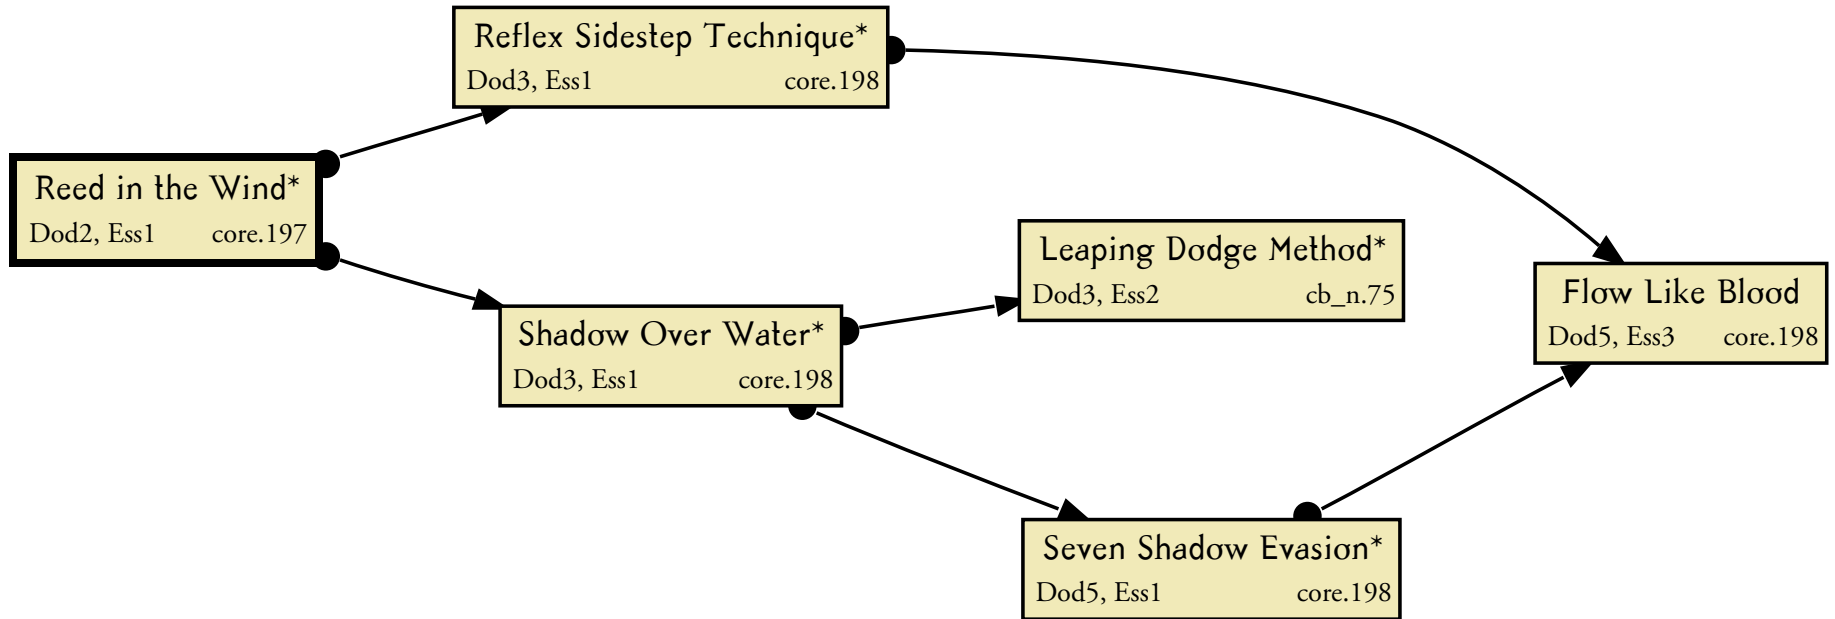 Reflex Sidestep Technique*
Dod3, Ess1 core.198
Reed in the Wind*
Dod2, Ess1 core.197
Leaping Dodge Method*
Dod3, Ess2 cb_n.75
Flow Like Blood
Dod5, Ess3 core.198
Shadow Over Water*
Dod3, Ess1 core.198
Seven Shadow Evasion*
Dod5, Ess1 core.198